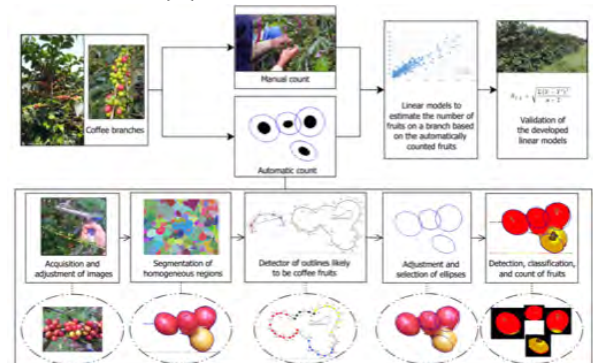 Coffee branches
Manual count
Automatic count
Linear models to
estimate the number of
fruits on a branch based
on the automatically
counted fruits
Validation of
the developed
linear models
Acquisition and
adjustment of images
Segmentation of
homogeneous regions
Detector of outlines likely
to be coffee fruits
Adjustment and
selection of ellipses
Detection, classification,
and count of fruits